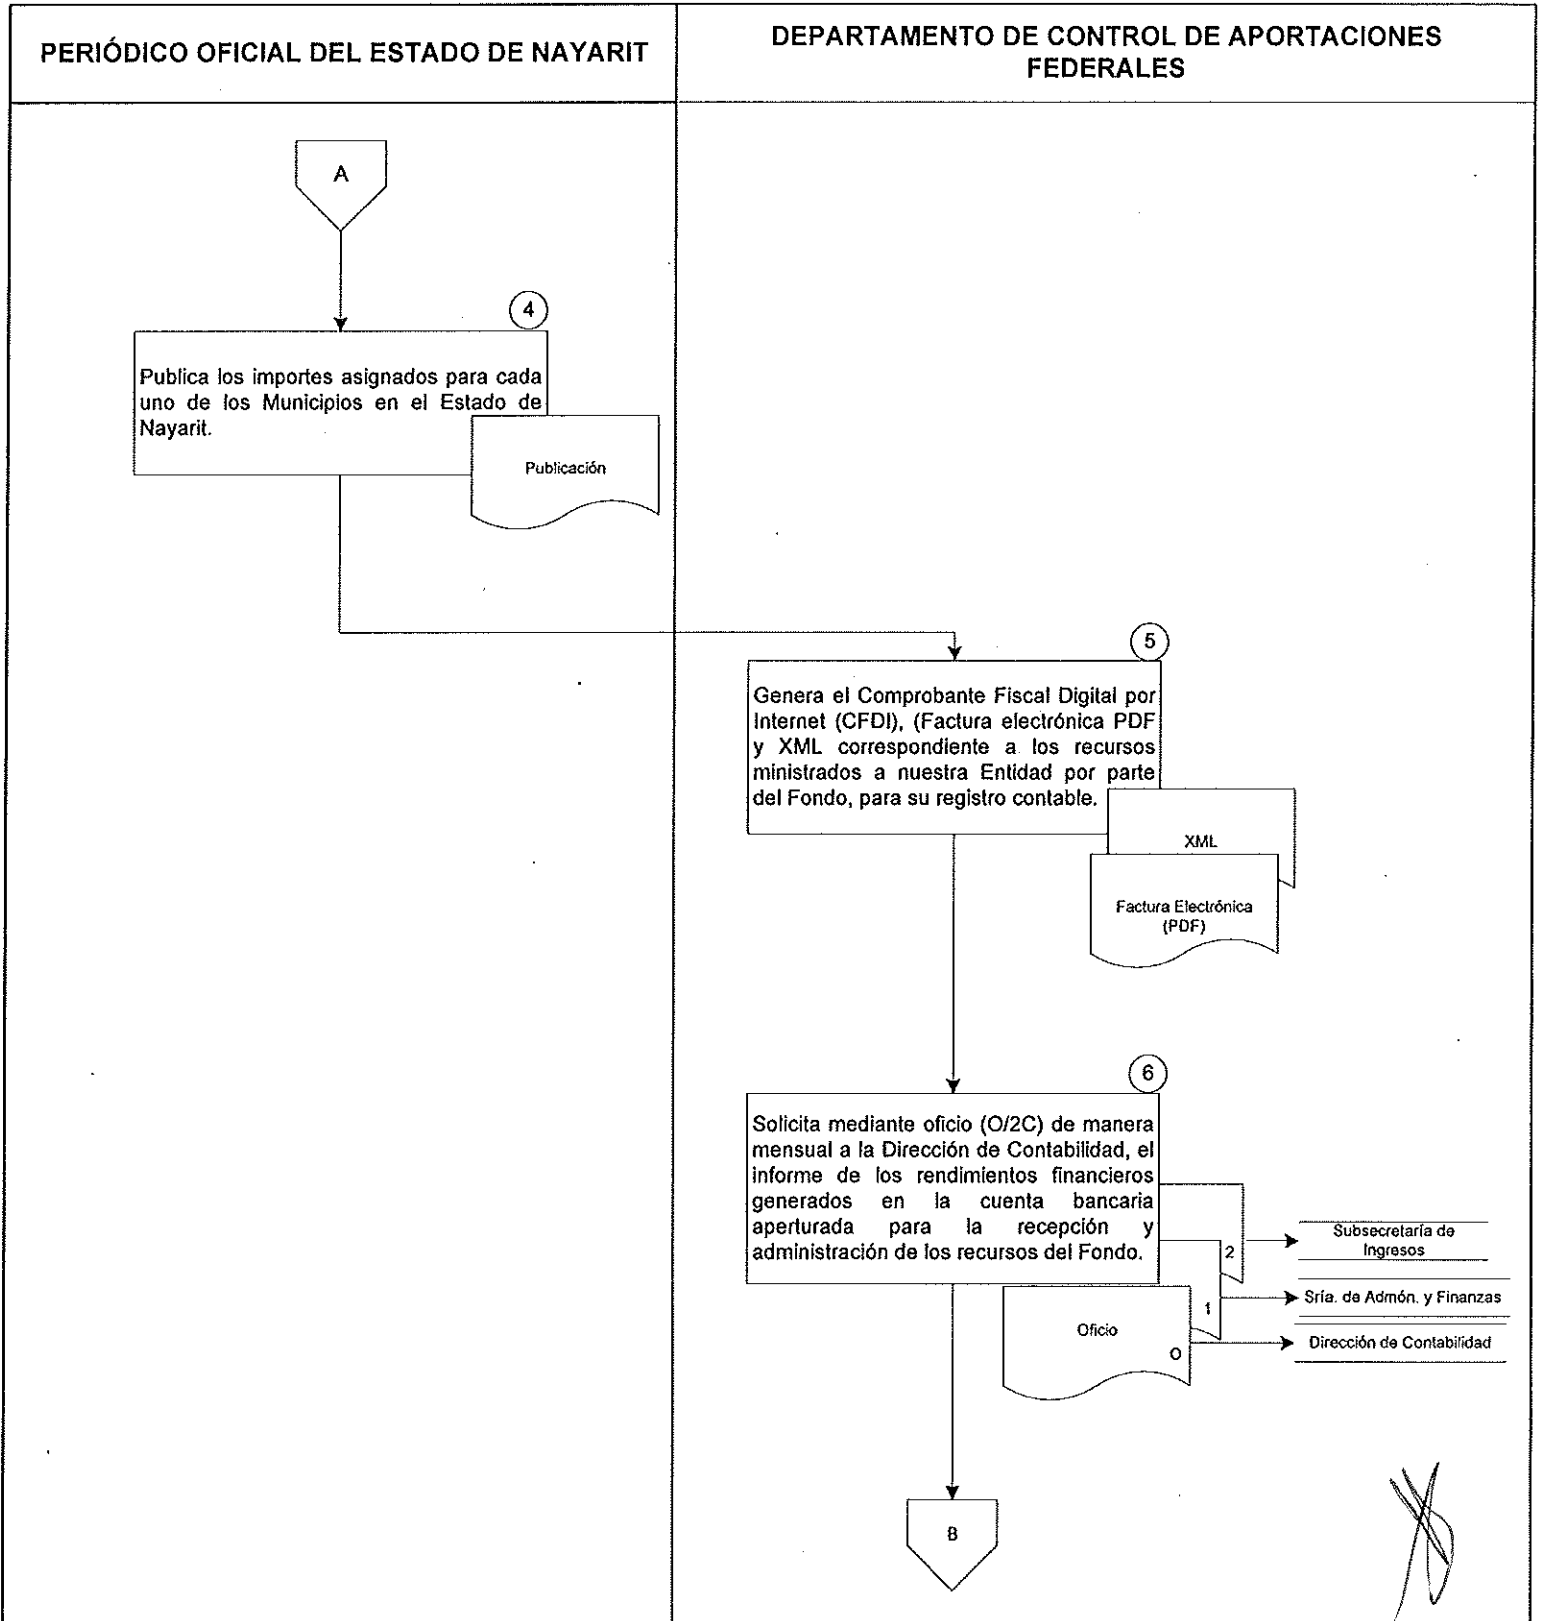 PERIÓDICO OFICIAL DEL ESTADO DE NAYARIT
DEPARTAMENTO DE CONTROL DE APORTACIONES
FEDERALES
A
4
Publica los importes asignados para cada
uno de los Municipios en el Estado de
Nayarit.
Publicación
5
Genera el Comprobante Fiscal Digital por
Internet (CFDI), (Factura electrónica PDF
y XML correspondiente a los recursos
ministrados a nuestra Entidad por parte
del Fondo, para su registro contable.
XML
Factura Electrónica
(PDF)
6
Solicita mediante oficio (O/2C) de manera
mensual a la Dirección de Contabilidad, el
informe de los rendimientos financieros
generados en la cuenta bancaria
aperturada para la recepción y
administración de los recursos del Fondo.
2
Subsecretaría de
Ingresos
1
Sría. de Admón. y Finanzas
Oficio
O
Dirección de Contabilidad
B